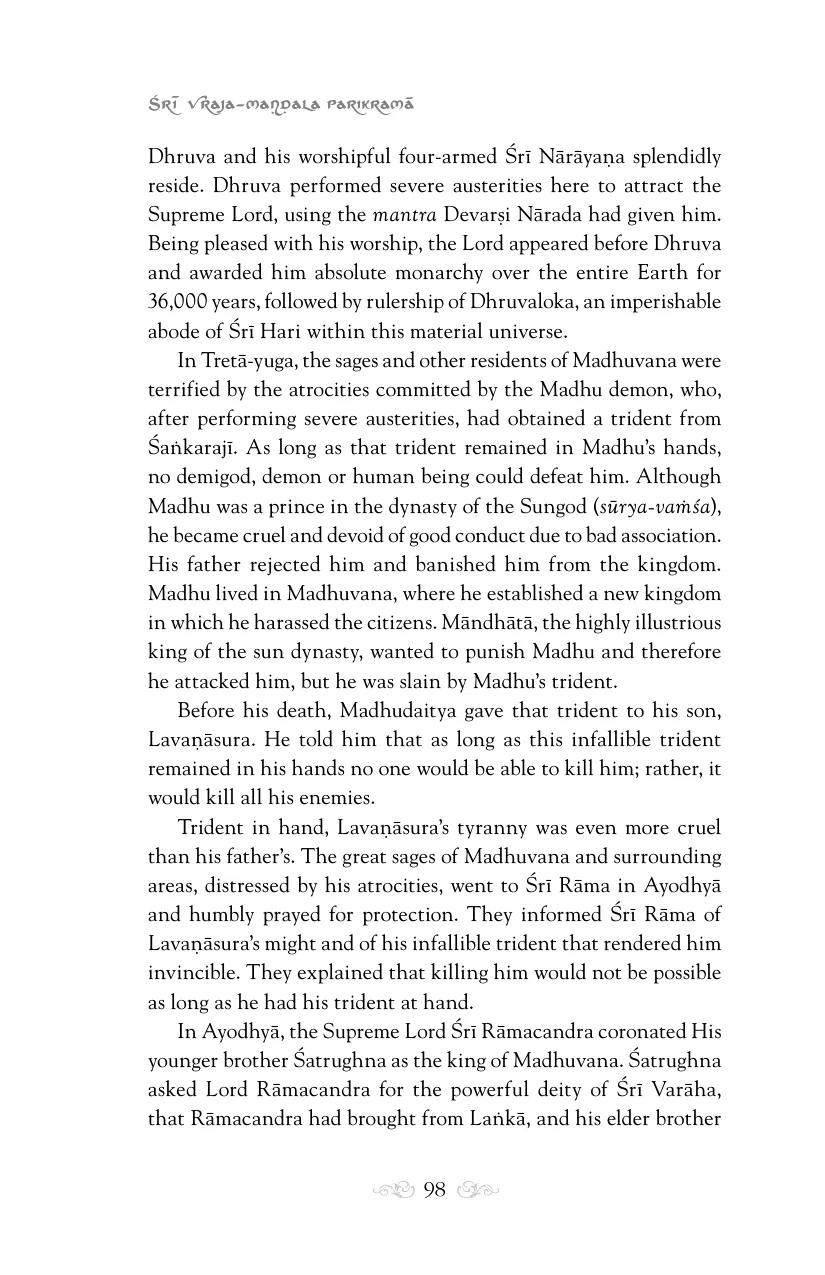 Śrī Vraja-maṇḍala Parikramā
Dhruva and his worshipful four-armed Śrī Nārāyaṇa splendidly
reside. Dhruva performed severe austerities here to attract the
Supreme Lord, using the mantra Devarṣi Nārada had given him.
Being pleased with his worship, the Lord appeared before Dhruva
and awarded him absolute monarchy over the entire Earth for
36,000 years, followed by rulership of Dhruvaloka, an imperishable
abode of Śrī Hari within this material universe.
In Tretā-yuga, the sages and other residents of Madhuvana were
terrified by the atrocities committed by the Madhu demon, who,
after performing severe austerities, had obtained a trident from
Śaṅkarajī. As long as that trident remained in Madhu’s hands,
no demigod, demon or human being could defeat him. Although
Madhu was a prince in the dynasty of the Sungod (sūrya-vaṁśa),
he became cruel and devoid of good conduct due to bad association.
His father rejected him and banished him from the kingdom.
Madhu lived in Madhuvana, where he established a new kingdom
in which he harassed the citizens. Māndhātā, the highly illustrious
king of the sun dynasty, wanted to punish Madhu and therefore
he attacked him, but he was slain by Madhu’s trident.
Before his death, Madhudaitya gave that trident to his son,
Lavaṇāsura. He told him that as long as this infallible trident
remained in his hands no one would be able to kill him; rather, it
would kill all his enemies.
Trident in hand, Lavaṇāsura’s tyranny was even more cruel
than his father’s. The great sages of Madhuvana and surrounding
areas, distressed by his atrocities, went to Śrī Rāma in Ayodhyā
and humbly prayed for protection. They informed Śrī Rāma of
Lavaṇāsura’s might and of his infallible trident that rendered him
invincible. They explained that killing him would not be possible
as long as he had his trident at hand.
In Ayodhyā, the Supreme Lord Śrī Rāmacandra coronated His
younger brother Śatrughna as the king of Madhuvana. Śatrughna
asked Lord Rāmacandra for the powerful deity of Śrī Varāha,
that Rāmacandra had brought from Laṅkā, and his elder brother
98